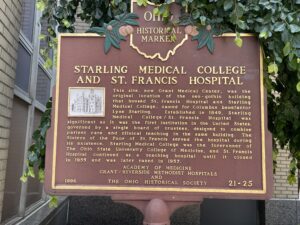 OHIO
HISTORICAL
MARKER
STARLING MEDICAL COLLEGE
AND ST. FRANCIS HOSPITAL
This site, now Grant Medical Center, was the
original location of the neo-gothic building
that housed St. Francis Hospital and Starling
Medical College, named for Columbus benefactor
Lyne Starling. Established in 1849, Starling
Medical College/St. Francis Hospital is
significant as it was the first institution in the United States,
governed by a single board of trustees, designed to combine
patient care and clinical teaching in the same building. The
Sisters of the Poor of St. Francis served the hospital during
its existence. Starling Medical College was the forerunner of
The Ohio State University College of Medicine, and St. Francis
Hospital continued as a teaching hospital until it closed
in 1955 and was later razed in 1957.
ACADEMY OF MEDICINE
GRANT-RIVERSIDE METHODIST HOSPITALS
AND
1996 THE OHIO HISTORICAL SOCIETY 21-25